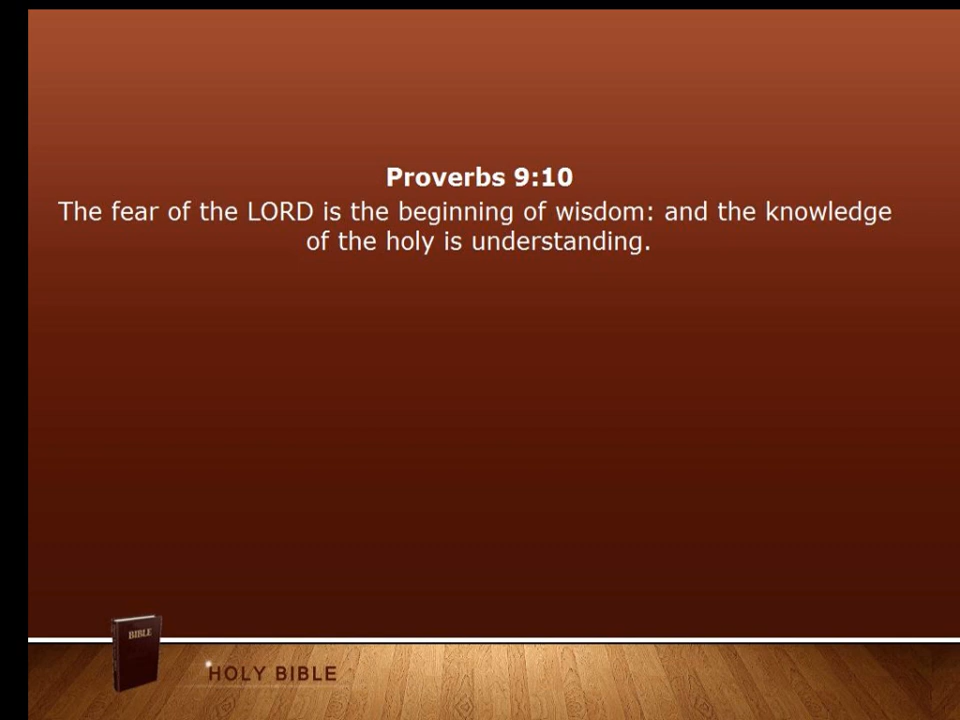 Proverbs 9:10
The fear of the LORD is the beginning of wisdom: and the knowledge
of the holy is understanding.
BIBLE
HOLY BIBLE